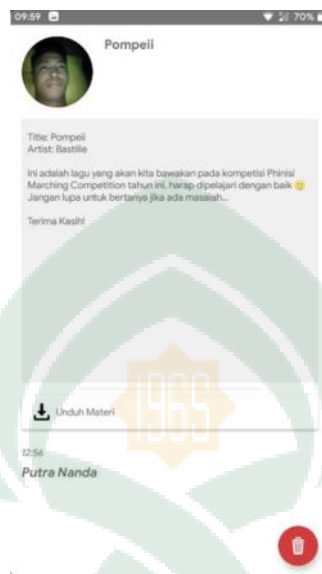 09:59
70%
Pompeii
Title: Pompeii
Artist: Bastille
Ini adalah lagu yang akan kita bawakan pada kompetisi Phinisi
Marching Competition tahun ini. harap dipelajari dengan baik 😊
Jangan lupa untuk bertanya jika ada masalah...
Terima Kasih!
Unduh Materi
1965
12:56
Putra Nanda